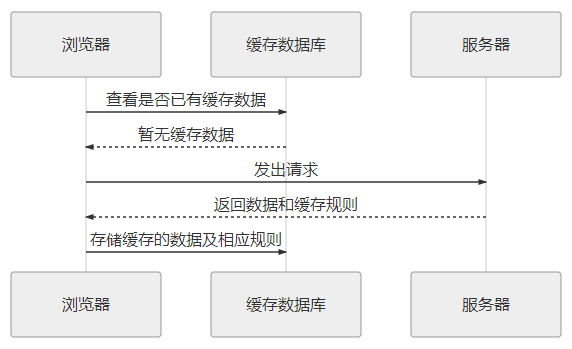 浏览器
缓存数据库
服务器
查看是否已有缓存数据
暂无缓存数据
发出请求
返回数据和缓存规则
存储缓存的数据及相应规则
浏览器
缓存数据库
服务器